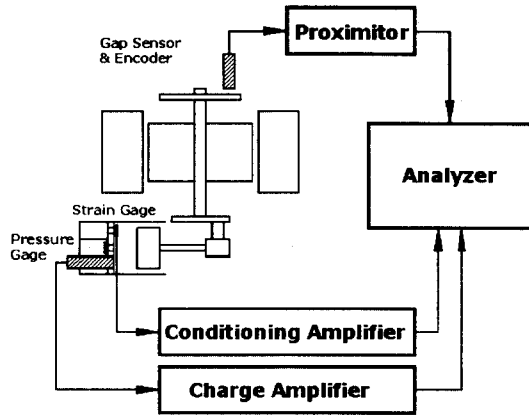 Gap Sensor
& Encoder
Proximitor
Analyzer
Strain Gage
Pressure
Gage
Conditioning Amplifier
Charge Amplifier